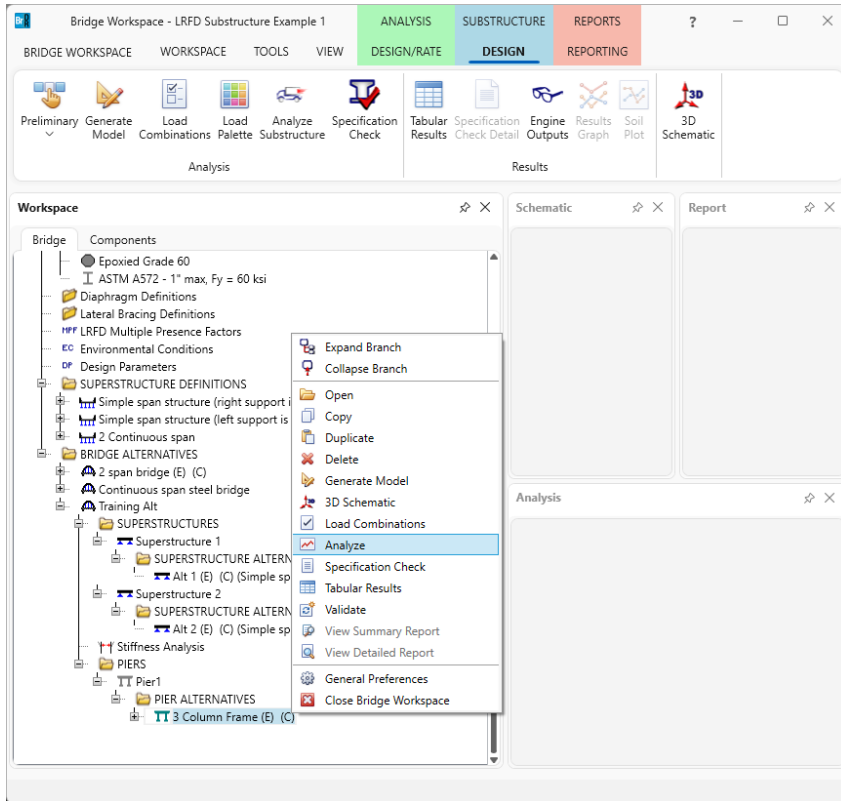 Br
Bridge Workspace - LRFD Substructure Example 1
ANALYSIS
SUBSTRUCTURE
REPORTS
?
BRIDGE WORKSPACE
WORKSPACE
TOOLS
VIEW
DESIGN/RATE
DESIGN
REPORTING
Preliminary
Generate
Model
Load
Combinations
Load
Palette
Analyze
Substructure
Specification
Check
Tabular
Results
Specification
Check Detail
Engine
Outputs
Results
Graph
Soil
Plot
3D
3D
Schematic
Analysis
Results
Workspace
Schematic
Report
Bridge
Components
Epoxied Grade 60
ASTM A572 - 1" max, Fy = 60 ksi
Diaphragm Definitions
Lateral Bracing Definitions
MPF LRFD Multiple Presence Factors
EC Environmental Conditions
DP Design Parameters
SUPERSTRUCTURE DEFINITIONS
Simple span structure (right support i
Simple span structure (left support is
2 Continuous span
BRIDGE ALTERNATIVES
2 span bridge (E) (C)
Continuous span steel bridge
Training Alt
SUPERSTRUCTURES
Superstructure 1
SUPERSTRUCTURE ALTERN
Alt 1 (E) (C) (Simple sp
Superstructure 2
SUPERSTRUCTURE ALTERN
Alt 2 (E) (C) (Simple sp
Stiffness Analysis
PIERS
Pier1
PIER ALTERNATIVES
3 Column Frame (E) (C)
Expand Branch
Collapse Branch
Open
Copy
Duplicate
Delete
Generate Model
3D Schematic
Load Combinations
Analyze
Specification Check
Tabular Results
Validate
View Summary Report
View Detailed Report
General Preferences
Close Bridge Workspace
Analysis